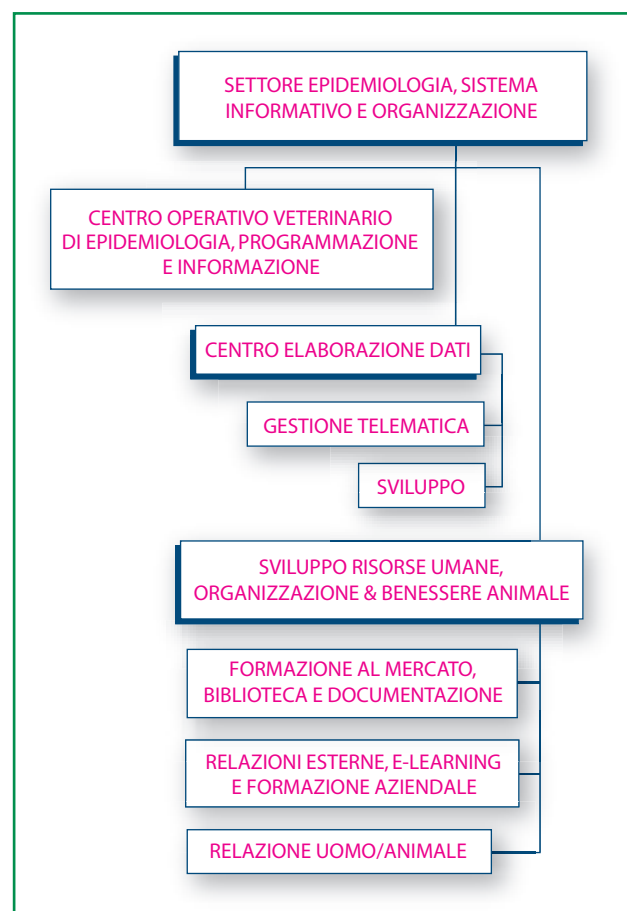 SETTORE EPIDEMIOLOGIA, SISTEMA
INFORMATIVO E ORGANIZZAZIONE
CENTRO OPERATIVO VETERINARIO
DI EPIDEMIOLOGIA, PROGRAMMAZIONE
E INFORMAZIONE
CENTRO ELABORAZIONE DATI
GESTIONE TELEMATICA
SVILUPPO
SVILUPPO RISORSE UMANE,
ORGANIZZAZIONE & BENESSERE ANIMALE
FORMAZIONE AL MERCATO,
BIBLIOTECA E DOCUMENTAZIONE
RELAZIONI ESTERNE, E-LEARNING
E FORMAZIONE AZIENDALE
RELAZIONE UOMO/ANIMALE